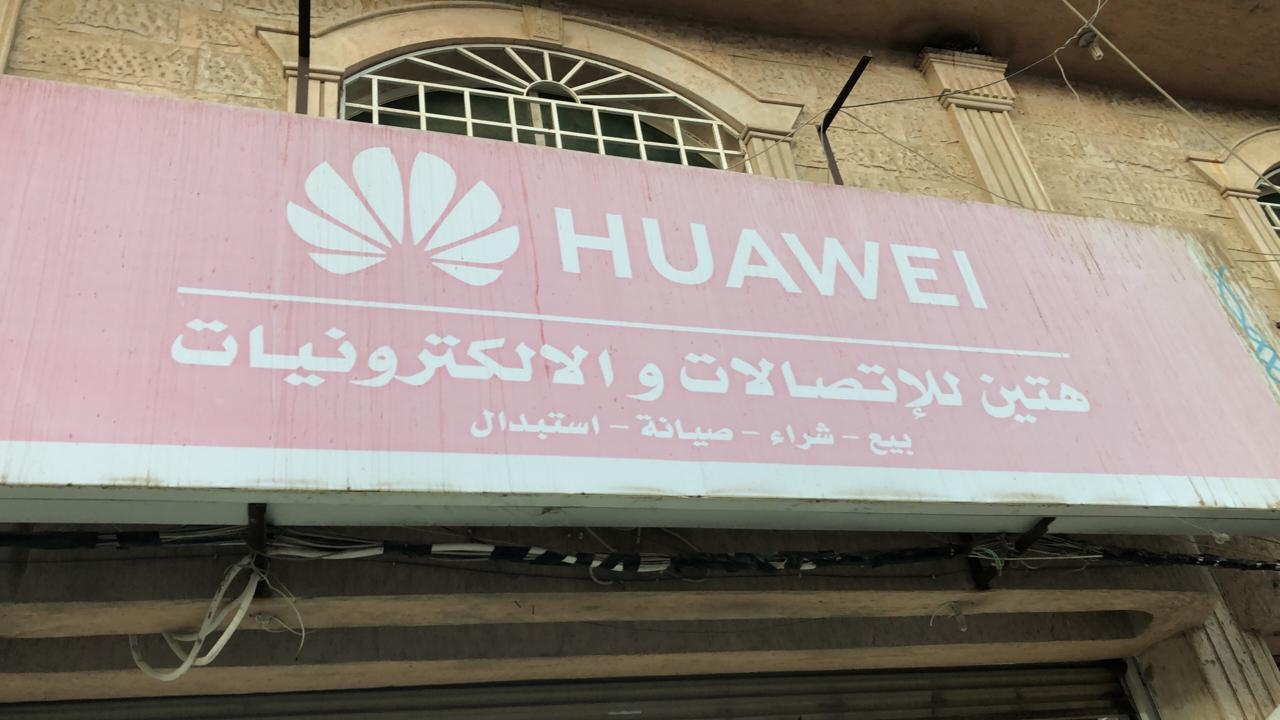 HUAWEI
هتين للإتصالات و الالكترونيات
بيع - شراء - صيانة - استبدال